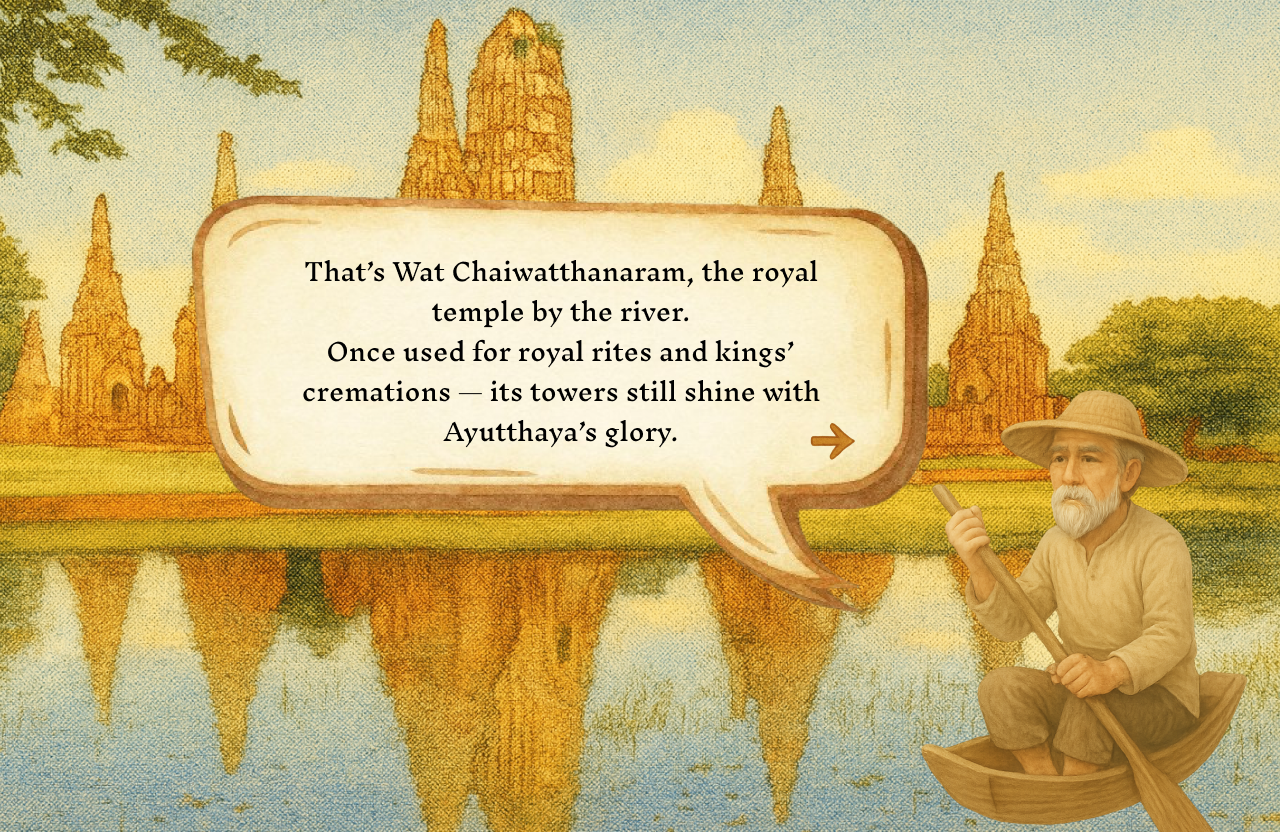 That’s Wat Chaiwatthanaram, the royal
temple by the river.
Once used for royal rites and kings’
cremations — its towers still shine with
Ayutthaya’s glory.